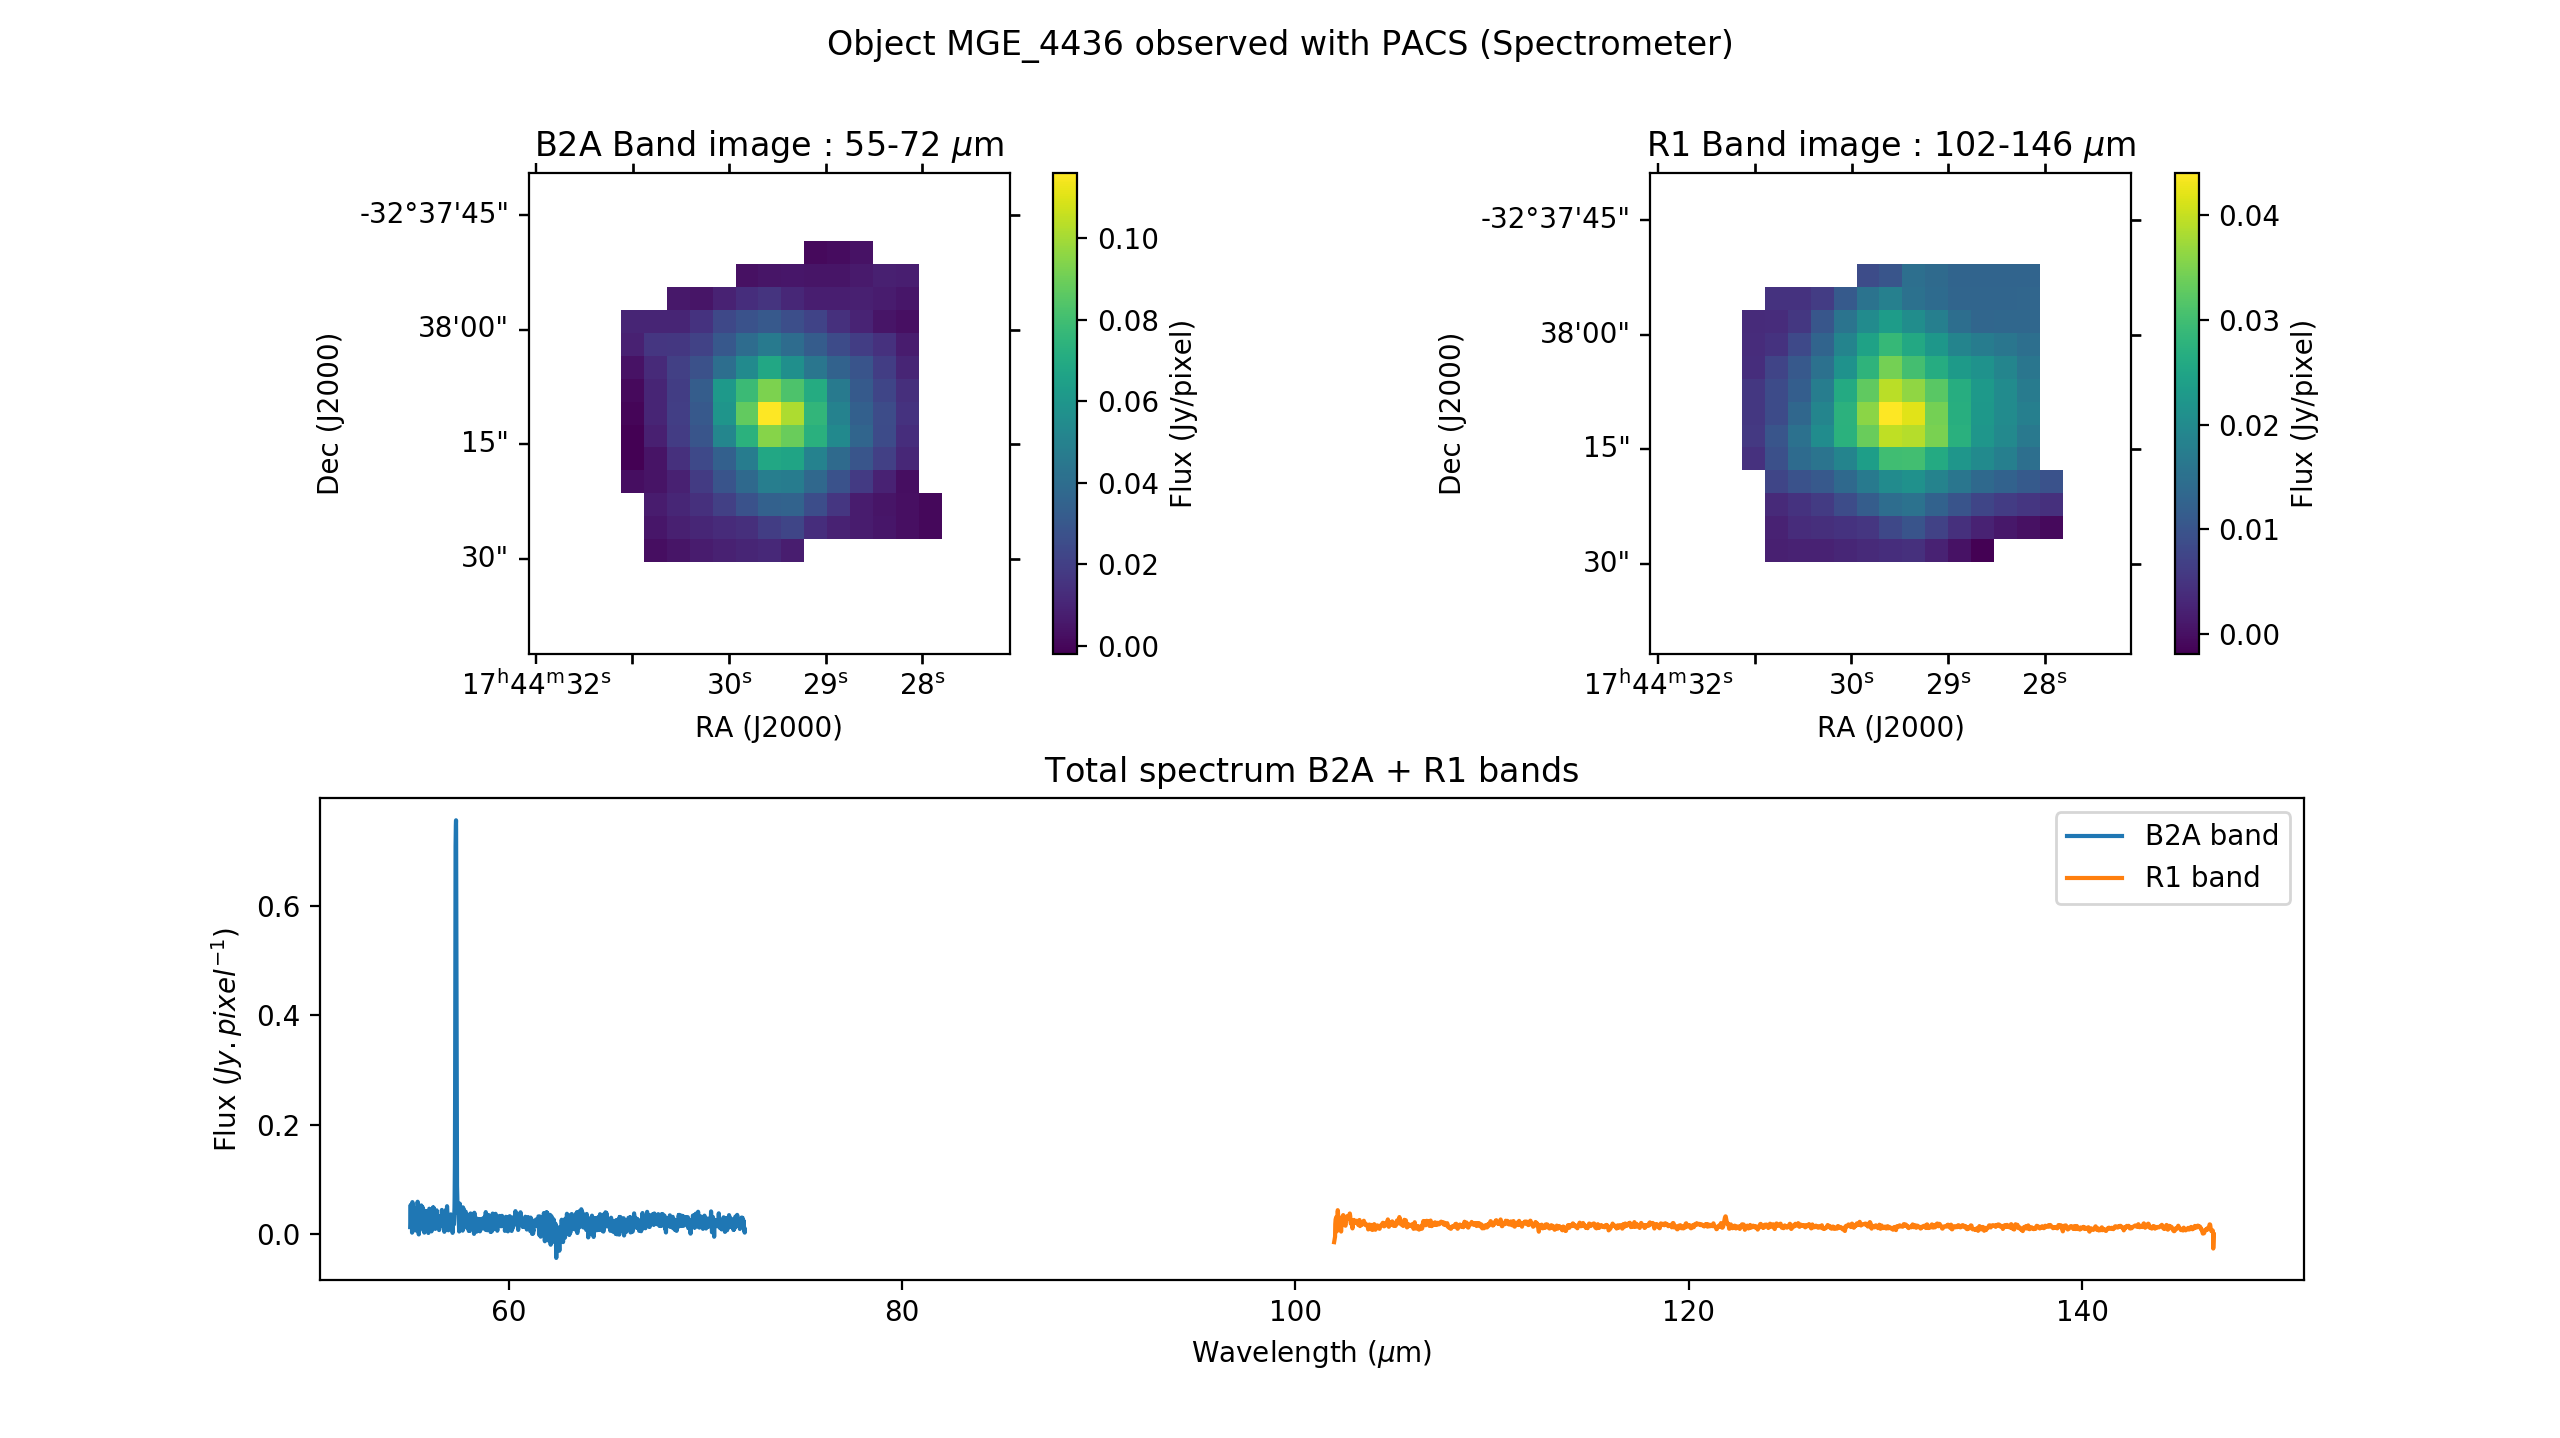 Object MGE_4436 observed with PACS (Spectrometer)
B2A Band image : 55-72 μm
-32°37'45"
38'00"
15"
30"
Dec (J2000)
17ʰ44ᵐ32ˢ 30ˢ 29ˢ 28ˢ
RA (J2000)
0.10
0.08
0.06
0.04
0.02
0.00
Flux (Jy/pixel)
R1 Band image : 102-146 μm
-32°37'45"
38'00"
15"
30"
Dec (J2000)
17ʰ44ᵐ32ˢ 30ˢ 29ˢ 28ˢ
RA (J2000)
0.04
0.03
0.02
0.01
0.00
Flux (Jy/pixel)
Total spectrum B2A + R1 bands
B2A band
R1 band
0.6
0.4
0.2
0.0
Flux (Jy.pixel⁻¹)
60 80 100 120 140
Wavelength (μm)